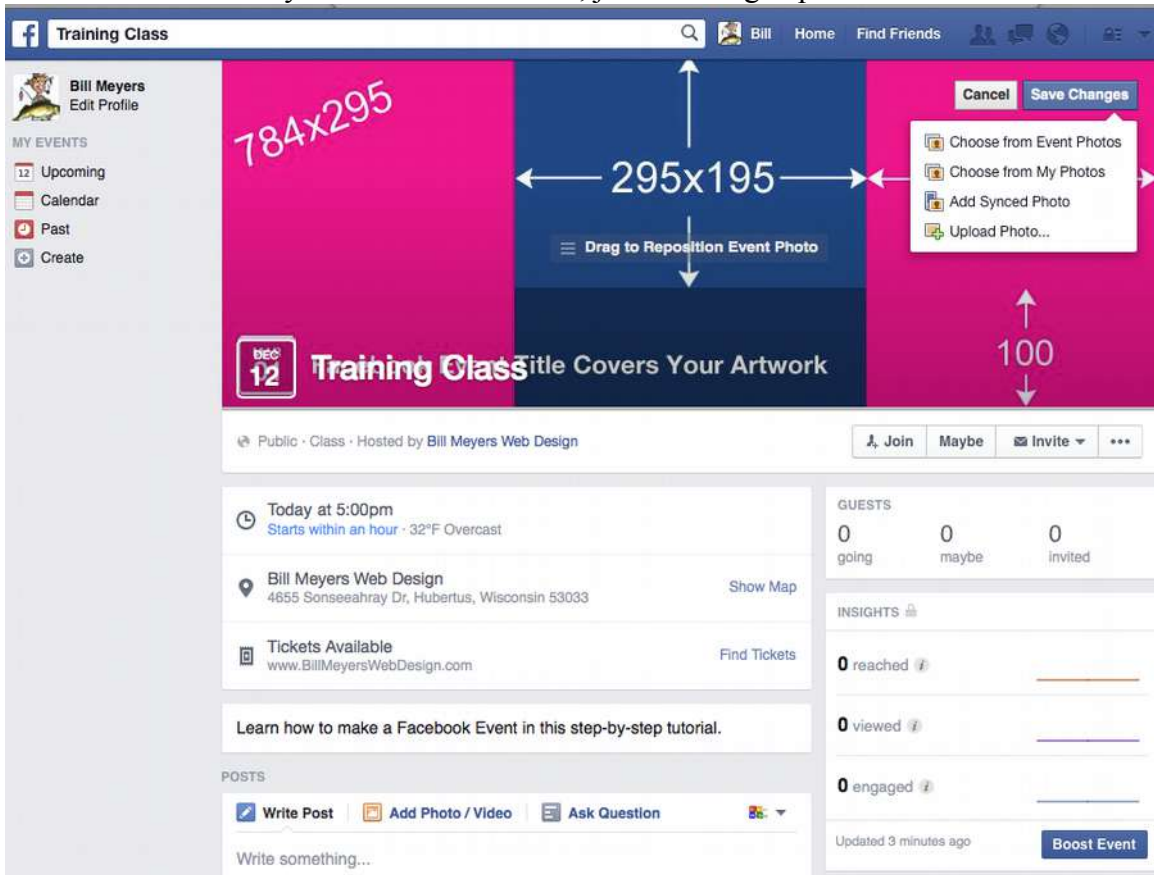 f Training Class Bill Home Find Friends
Bill Meyers
Edit Profile
MY EVENTS
12 Upcoming
Calendar
Past
Create
784x295
295x195
Cancel Save Changes
Choose from Event Photos
Choose from My Photos
Add Synced Photo
Upload Photo...
Drag to Reposition Event Photo
100
DEC
12
Training Class
Event Title Covers Your Artwork
Public · Class · Hosted by Bill Meyers Web Design
Join Maybe Invite
Today at 5:00pm
Starts within an hour · 32°F Overcast
Bill Meyers Web Design
4655 Sonseeahray Dr, Hubertus, Wisconsin 53033
Show Map
Tickets Available
www.BillMeyersWebDesign.com
Find Tickets
Learn how to make a Facebook Event in this step-by-step tutorial.
POSTS
Write Post Add Photo / Video Ask Question
Write something...
GUESTS
0 0 0
going maybe invited
INSIGHTS
0 reached i
0 viewed i
0 engaged i
Updated 3 minutes ago Boost Event